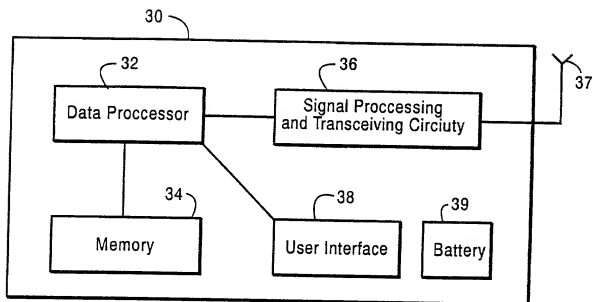 30
32
36
37
Data Proccessor
Signal Proccessing
and Transceiving Circiuty
34
38
39
Memory
User Interface
Battery